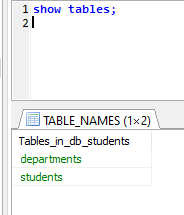 1 show tables;
2
TABLE_NAMES (1×2)
Tables_in_db_students
departments
students